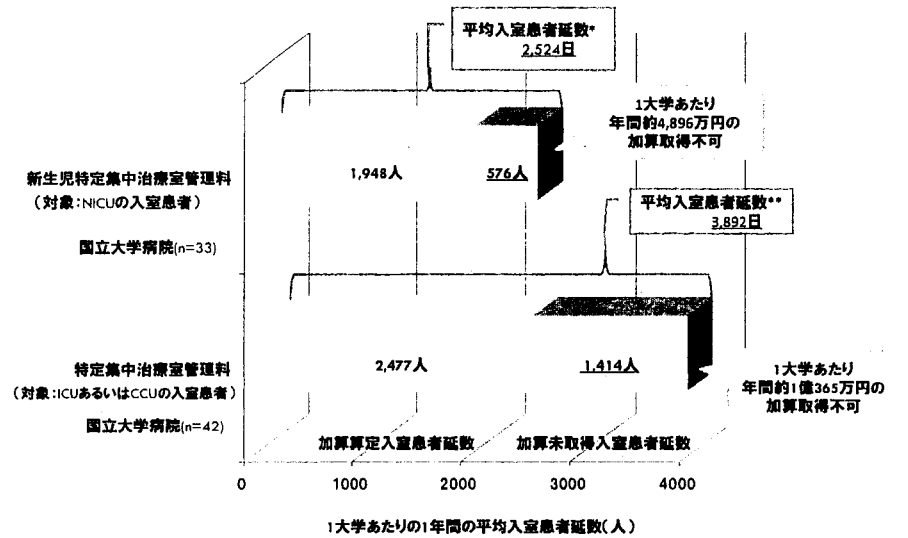 平均入室患者延数*
2,524日
1大学あたり
年間約4,896万円の
加算取得不可
新生児特定集中治療室管理料
(対象:NICUの入室患者)
国立大学病院(n=33)
1,948人
576人
平均入室患者延数**
3,892日
特定集中治療室管理料
(対象:ICUあるいはCCUの入室患者)
国立大学病院(n=42)
2,477人
1,414人
1大学あたり
年間約1億365万円の
加算取得不可
加算算定入室患者延数
加算未取得入室患者延数
0 1000 2000 3000 4000
1大学あたりの1年間の平均入室患者延数(人)